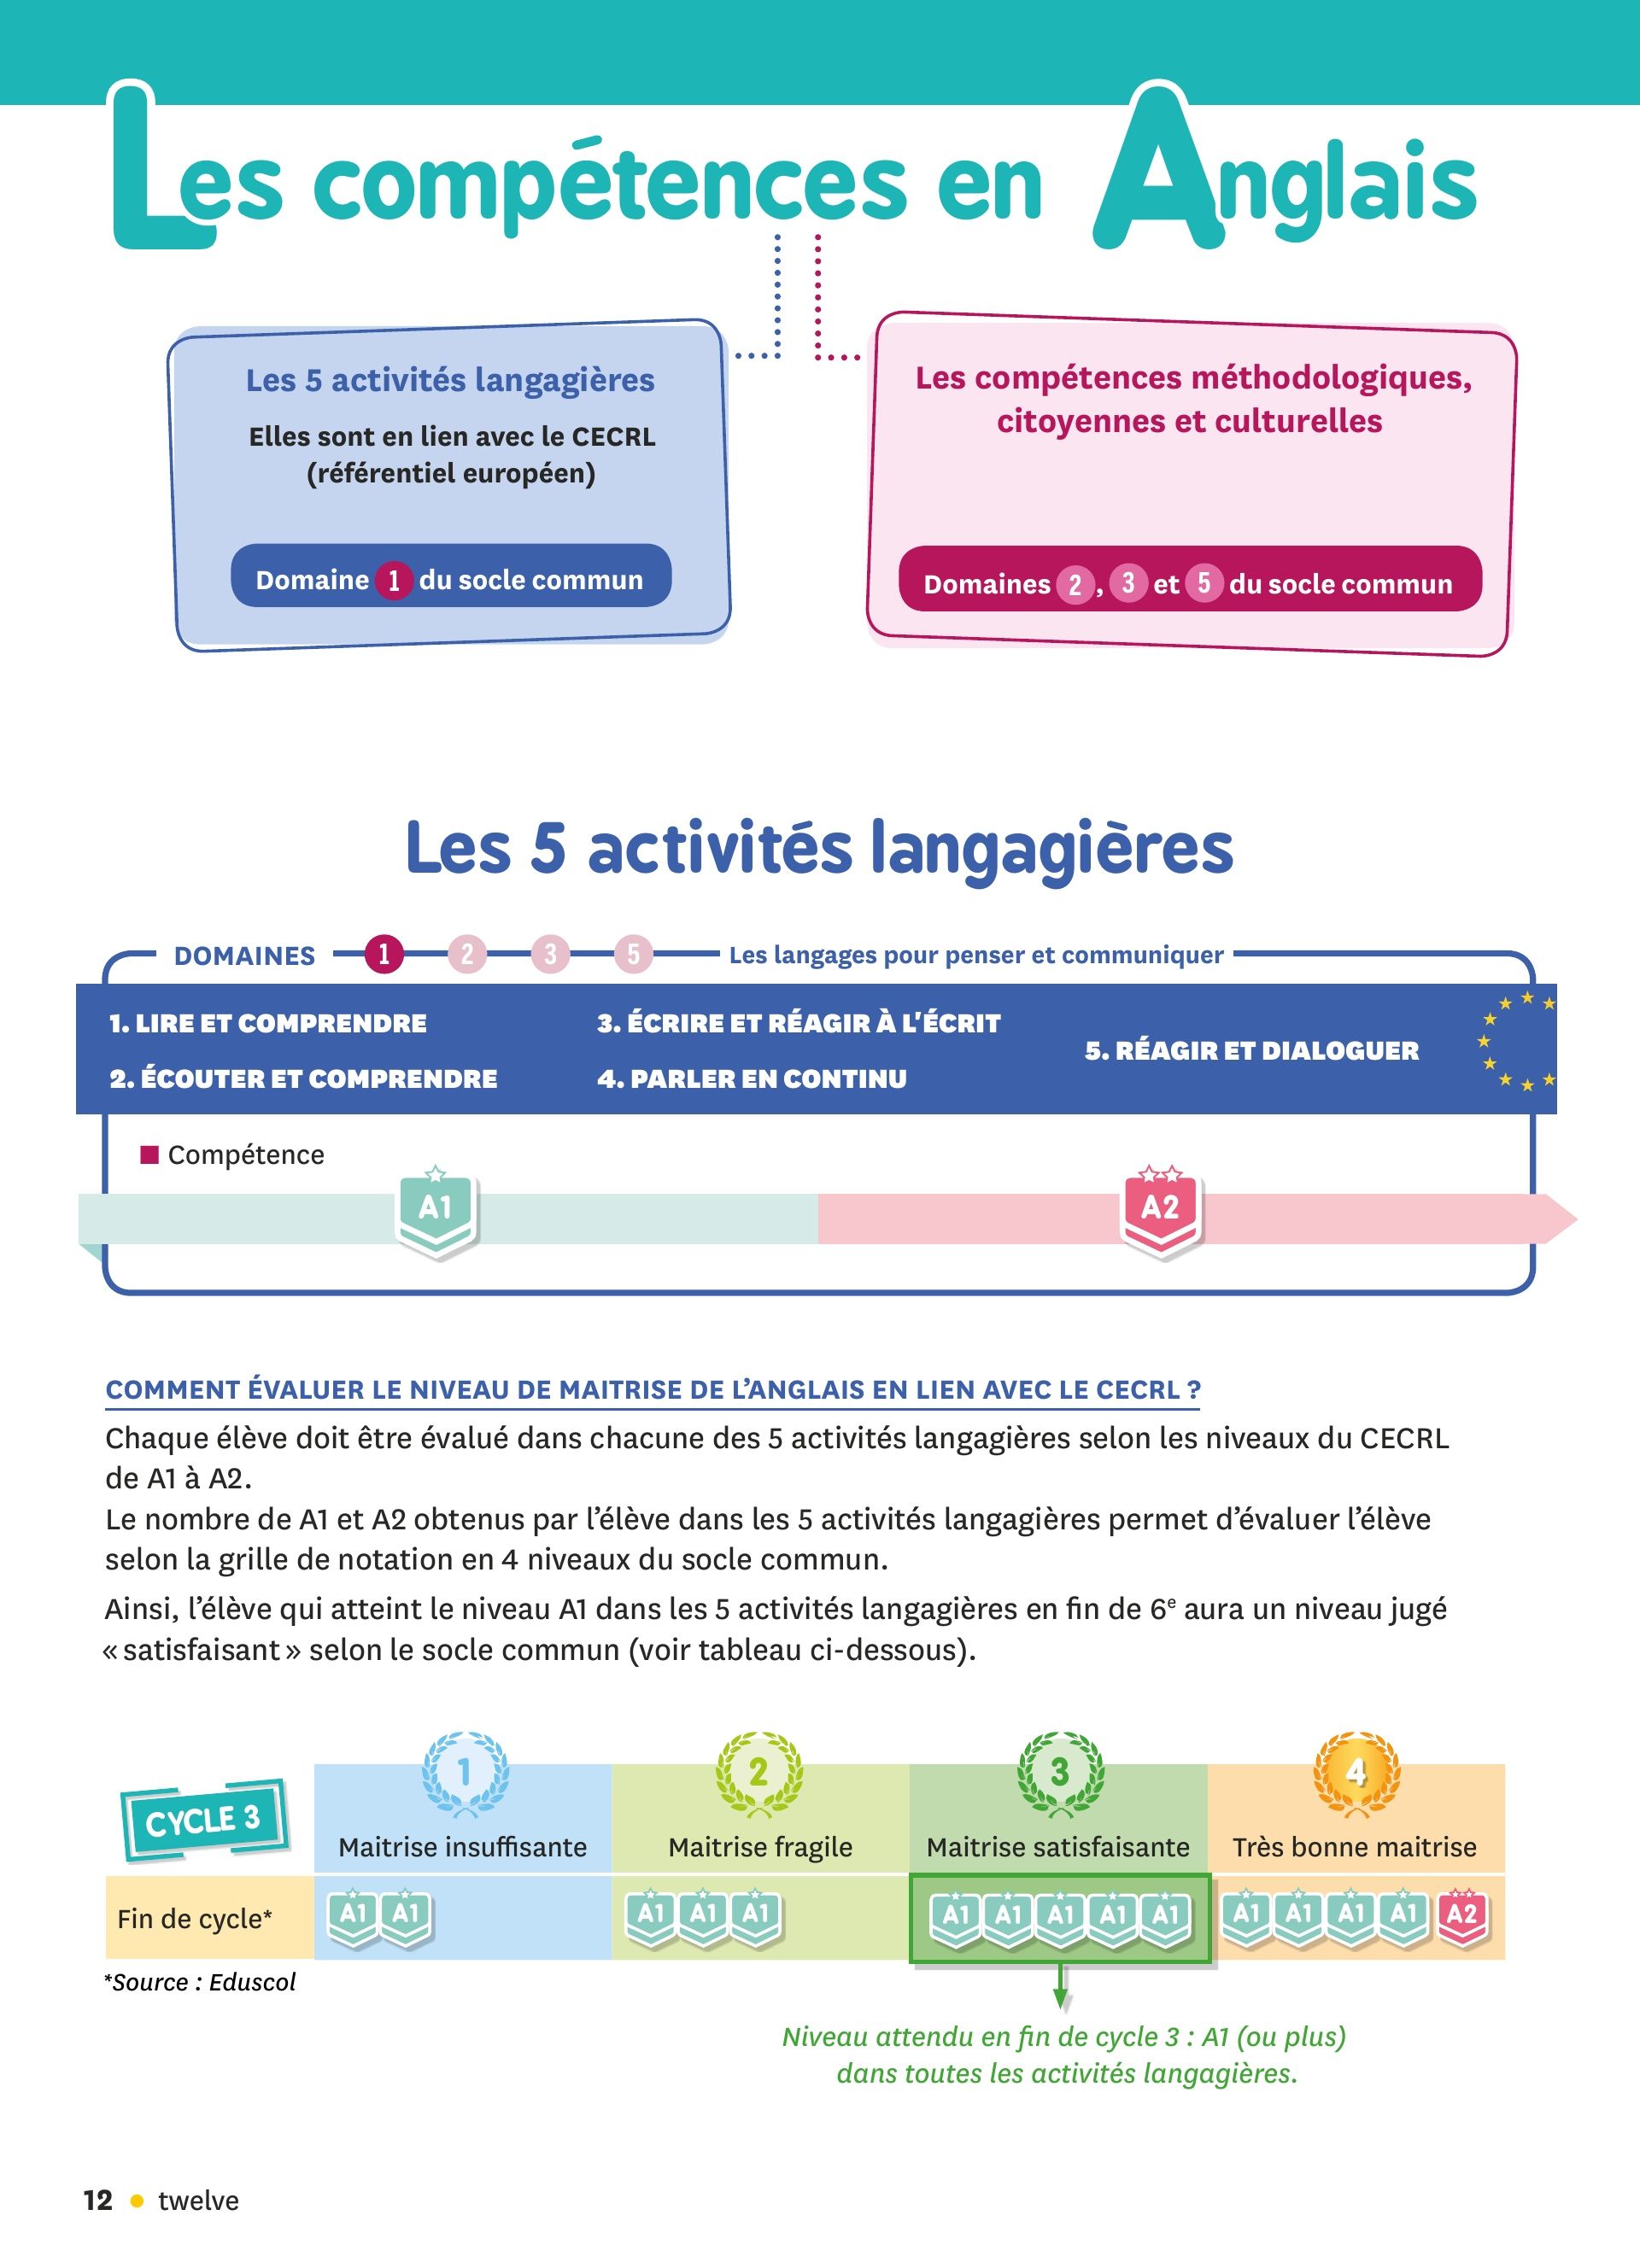 Les compétences en Anglais
Les 5 activités langagières
Elles sont en lien avec le CECRL
(référentiel européen)
Domaine 1 du socle commun
Les compétences méthodologiques,
citoyennes et culturelles
Domaines 2, 3 et 5 du socle commun
Les 5 activités langagières
DOMAINES 1 2 3 5 Les langages pour penser et communiquer
1. LIRE ET COMPRENDRE
2. ÉCOUTER ET COMPRENDRE
3. ÉCRIRE ET RÉAGIR À L'ÉCRIT
4. PARLER EN CONTINU
5. RÉAGIR ET DIALOGUER
Compétence
A1 A2
COMMENT ÉVALUER LE NIVEAU DE MAITRISE DE L’ANGLAIS EN LIEN AVEC LE CECRL ?
Chaque élève doit être évalué dans chacune des 5 activités langagières selon les niveaux du CECRL
de A1 à A2.
Le nombre de A1 et A2 obtenus par l’élève dans les 5 activités langagières permet d’évaluer l’élève
selon la grille de notation en 4 niveaux du socle commun.
Ainsi, l’élève qui atteint le niveau A1 dans les 5 activités langagières en fin de 6e aura un niveau jugé
« satisfaisant » selon le socle commun (voir tableau ci-dessous).
1 2 3 4
CYCLE 3
Maitrise insuffisante Maitrise fragile Maitrise satisfaisante Très bonne maitrise
Fin de cycle* A1 A1 A1 A1 A1 A1 A1 A1 A1 A1 A1 A1 A1 A1 A2
*Source : Eduscol
Niveau attendu en fin de cycle 3 : A1 (ou plus)
dans toutes les activités langagières.
12 • twelve